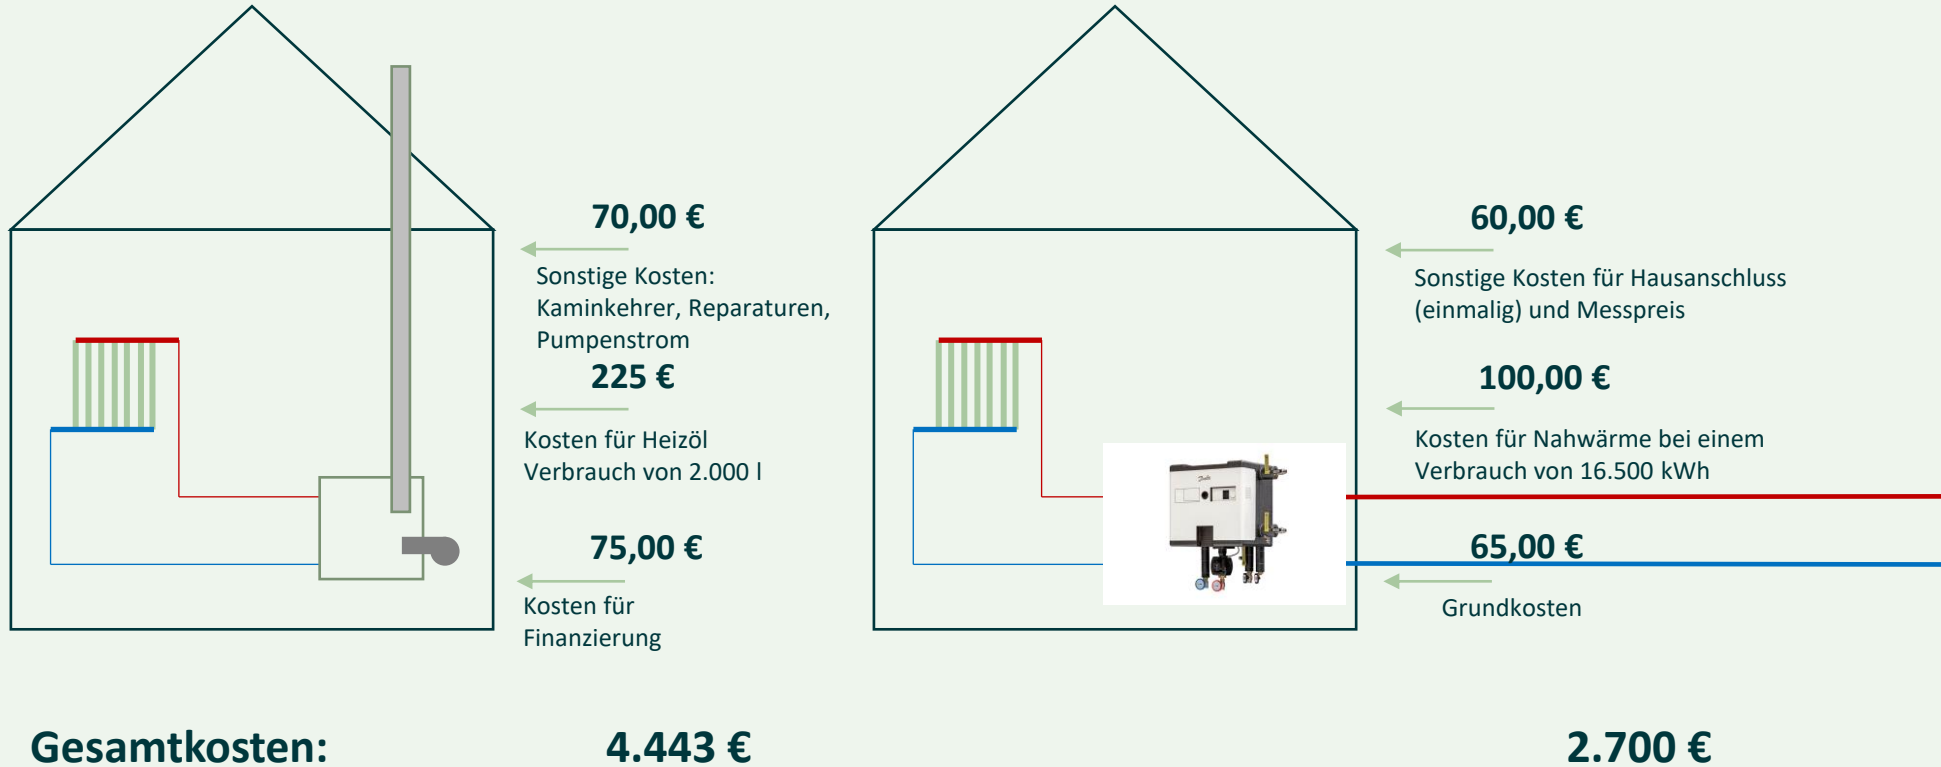 70,00 €
Sonstige Kosten:
Kaminkehrer, Reparaturen,
Pumpenstrom
225 €
Kosten für Heizöl
Verbrauch von 2.000 l
75,00 €
Kosten für
Finanzierung
60,00 €
Sonstige Kosten für Hausanschluss
(einmalig) und Messpreis
100,00 €
Kosten für Nahwärme bei einem
Verbrauch von 16.500 kWh
65,00 €
Grundkosten
Gesamtkosten: 4.443 € 2.700 €